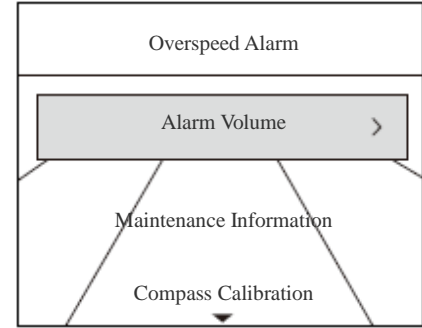 Overspeed Alarm
Alarm Volume
Maintenance Information
Compass Calibration